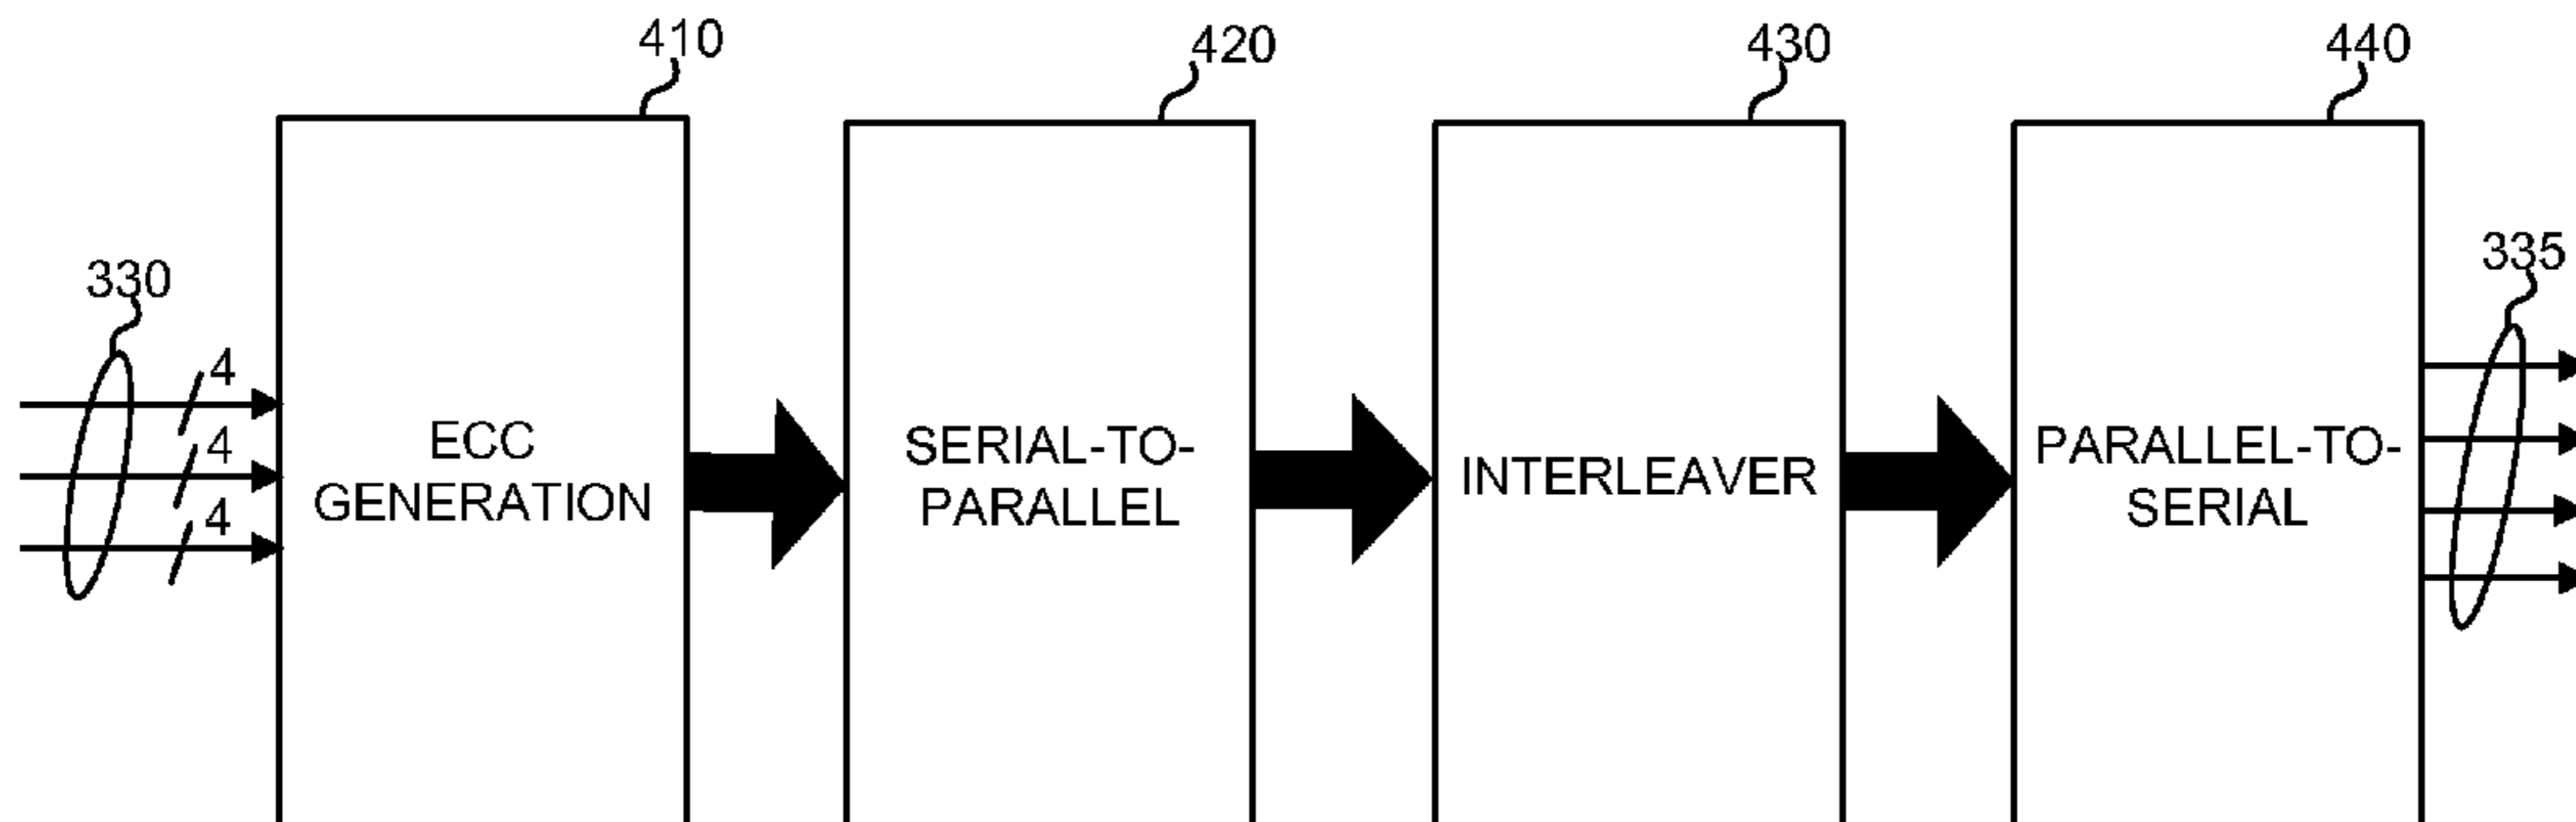 410
420
430
440
330
335
4
4
4
ECC
GENERATION
SERIAL-TO-
PARALLEL
INTERLEAVER
PARALLEL-TO-
SERIAL